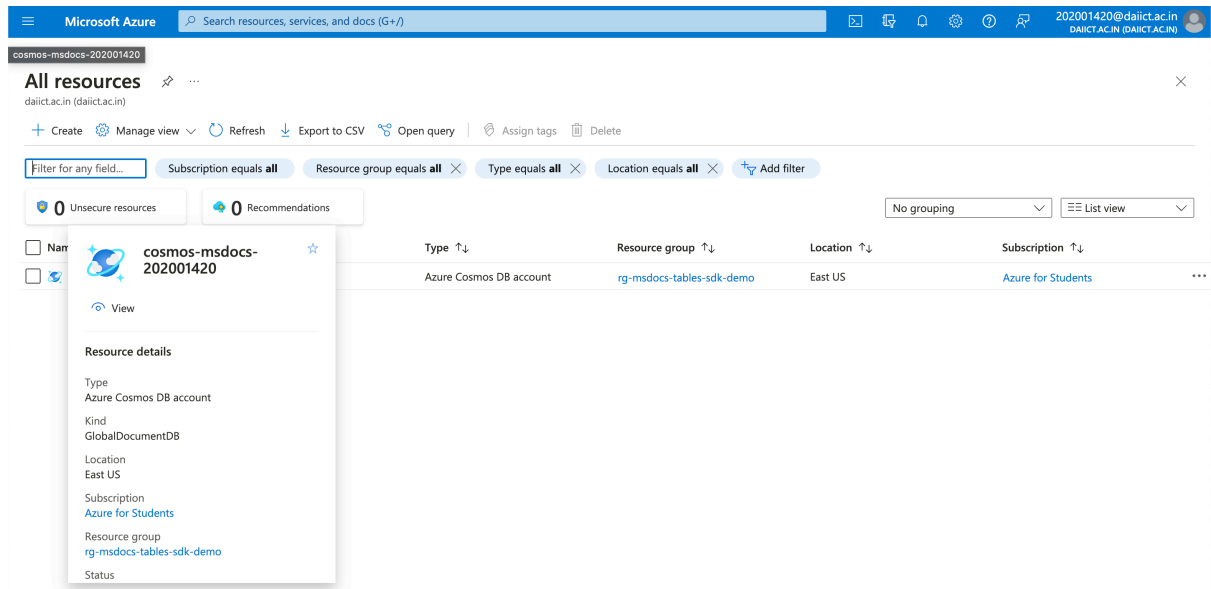 Microsoft Azure
Search resources, services, and docs (G+/)
202001420@daiict.ac.in
DAIICT.AC.IN (DAIICT.AC.IN)
cosmos-msdocs-202001420
All resources
daiict.ac.in (daiict.ac.in)
Create Manage view Refresh Export to CSV Open query Assign tags Delete
Filter for any field... Subscription equals all Resource group equals all Type equals all Location equals all Add filter
0 Unsecure resources 0 Recommendations No grouping List view
Nam Type Resource group Location Subscription
Azure Cosmos DB account rg-msdocs-tables-sdk-demo East US Azure for Students
cosmos-msdocs-
202001420
View
Resource details
Type
Azure Cosmos DB account
Kind
GlobalDocumentDB
Location
East US
Subscription
Azure for Students
Resource group
rg-msdocs-tables-sdk-demo
Status